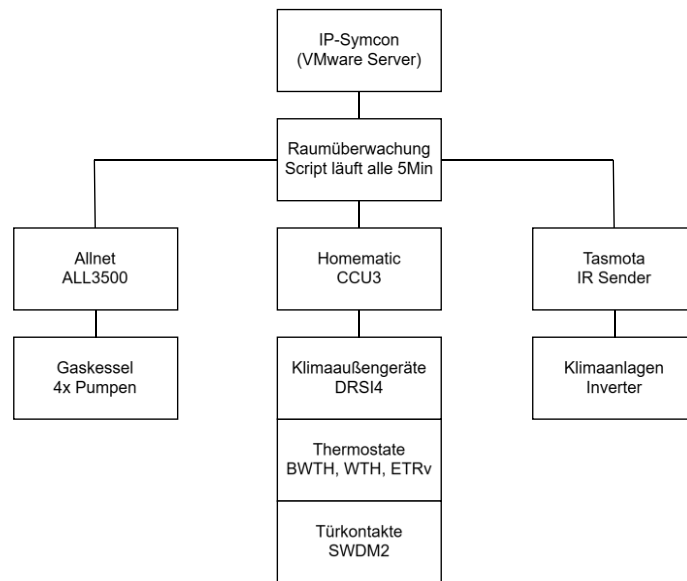 IP-Symcon
(VMware Server)
Raumüberwachung
Script läuft alle 5Min
Allnet
ALL3500
Homematic
CCU3
Tasmota
IR Sender
Gaskessel
4x Pumpen
Klimaaußengeräte
DRSI4
Klimaanlagen
Inverter
Thermostate
BWTH, WTH, ETRv
Türkontakte
SWDM2